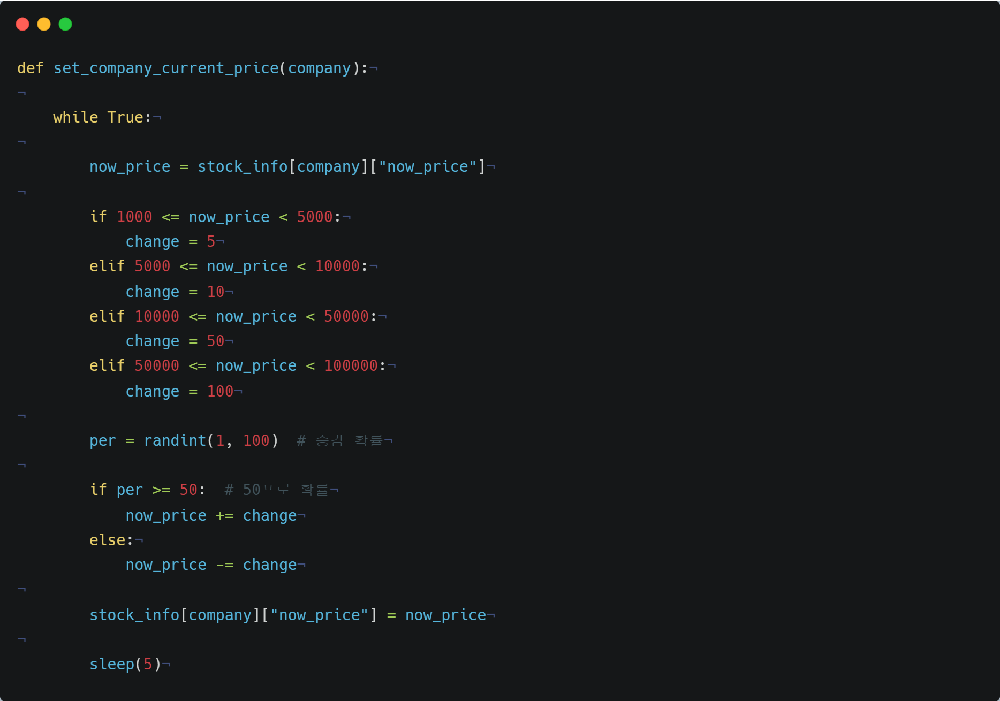 def set_company_current_price(company):¬
¬
    while True:¬
¬
        now_price = stock_info[company]["now_price"]¬
¬
        if 1000 <= now_price < 5000:¬
            change = 5¬
        elif 5000 <= now_price < 10000:¬
            change = 10¬
        elif 10000 <= now_price < 50000:¬
            change = 50¬
        elif 50000 <= now_price < 100000:¬
            change = 100¬
¬
        per = randint(1, 100)  # 증감 확률¬
¬
        if per >= 50:  # 50프로 확률¬
            now_price += change¬
        else:¬
            now_price -= change¬
¬
        stock_info[company]["now_price"] = now_price¬
¬
        sleep(5)¬